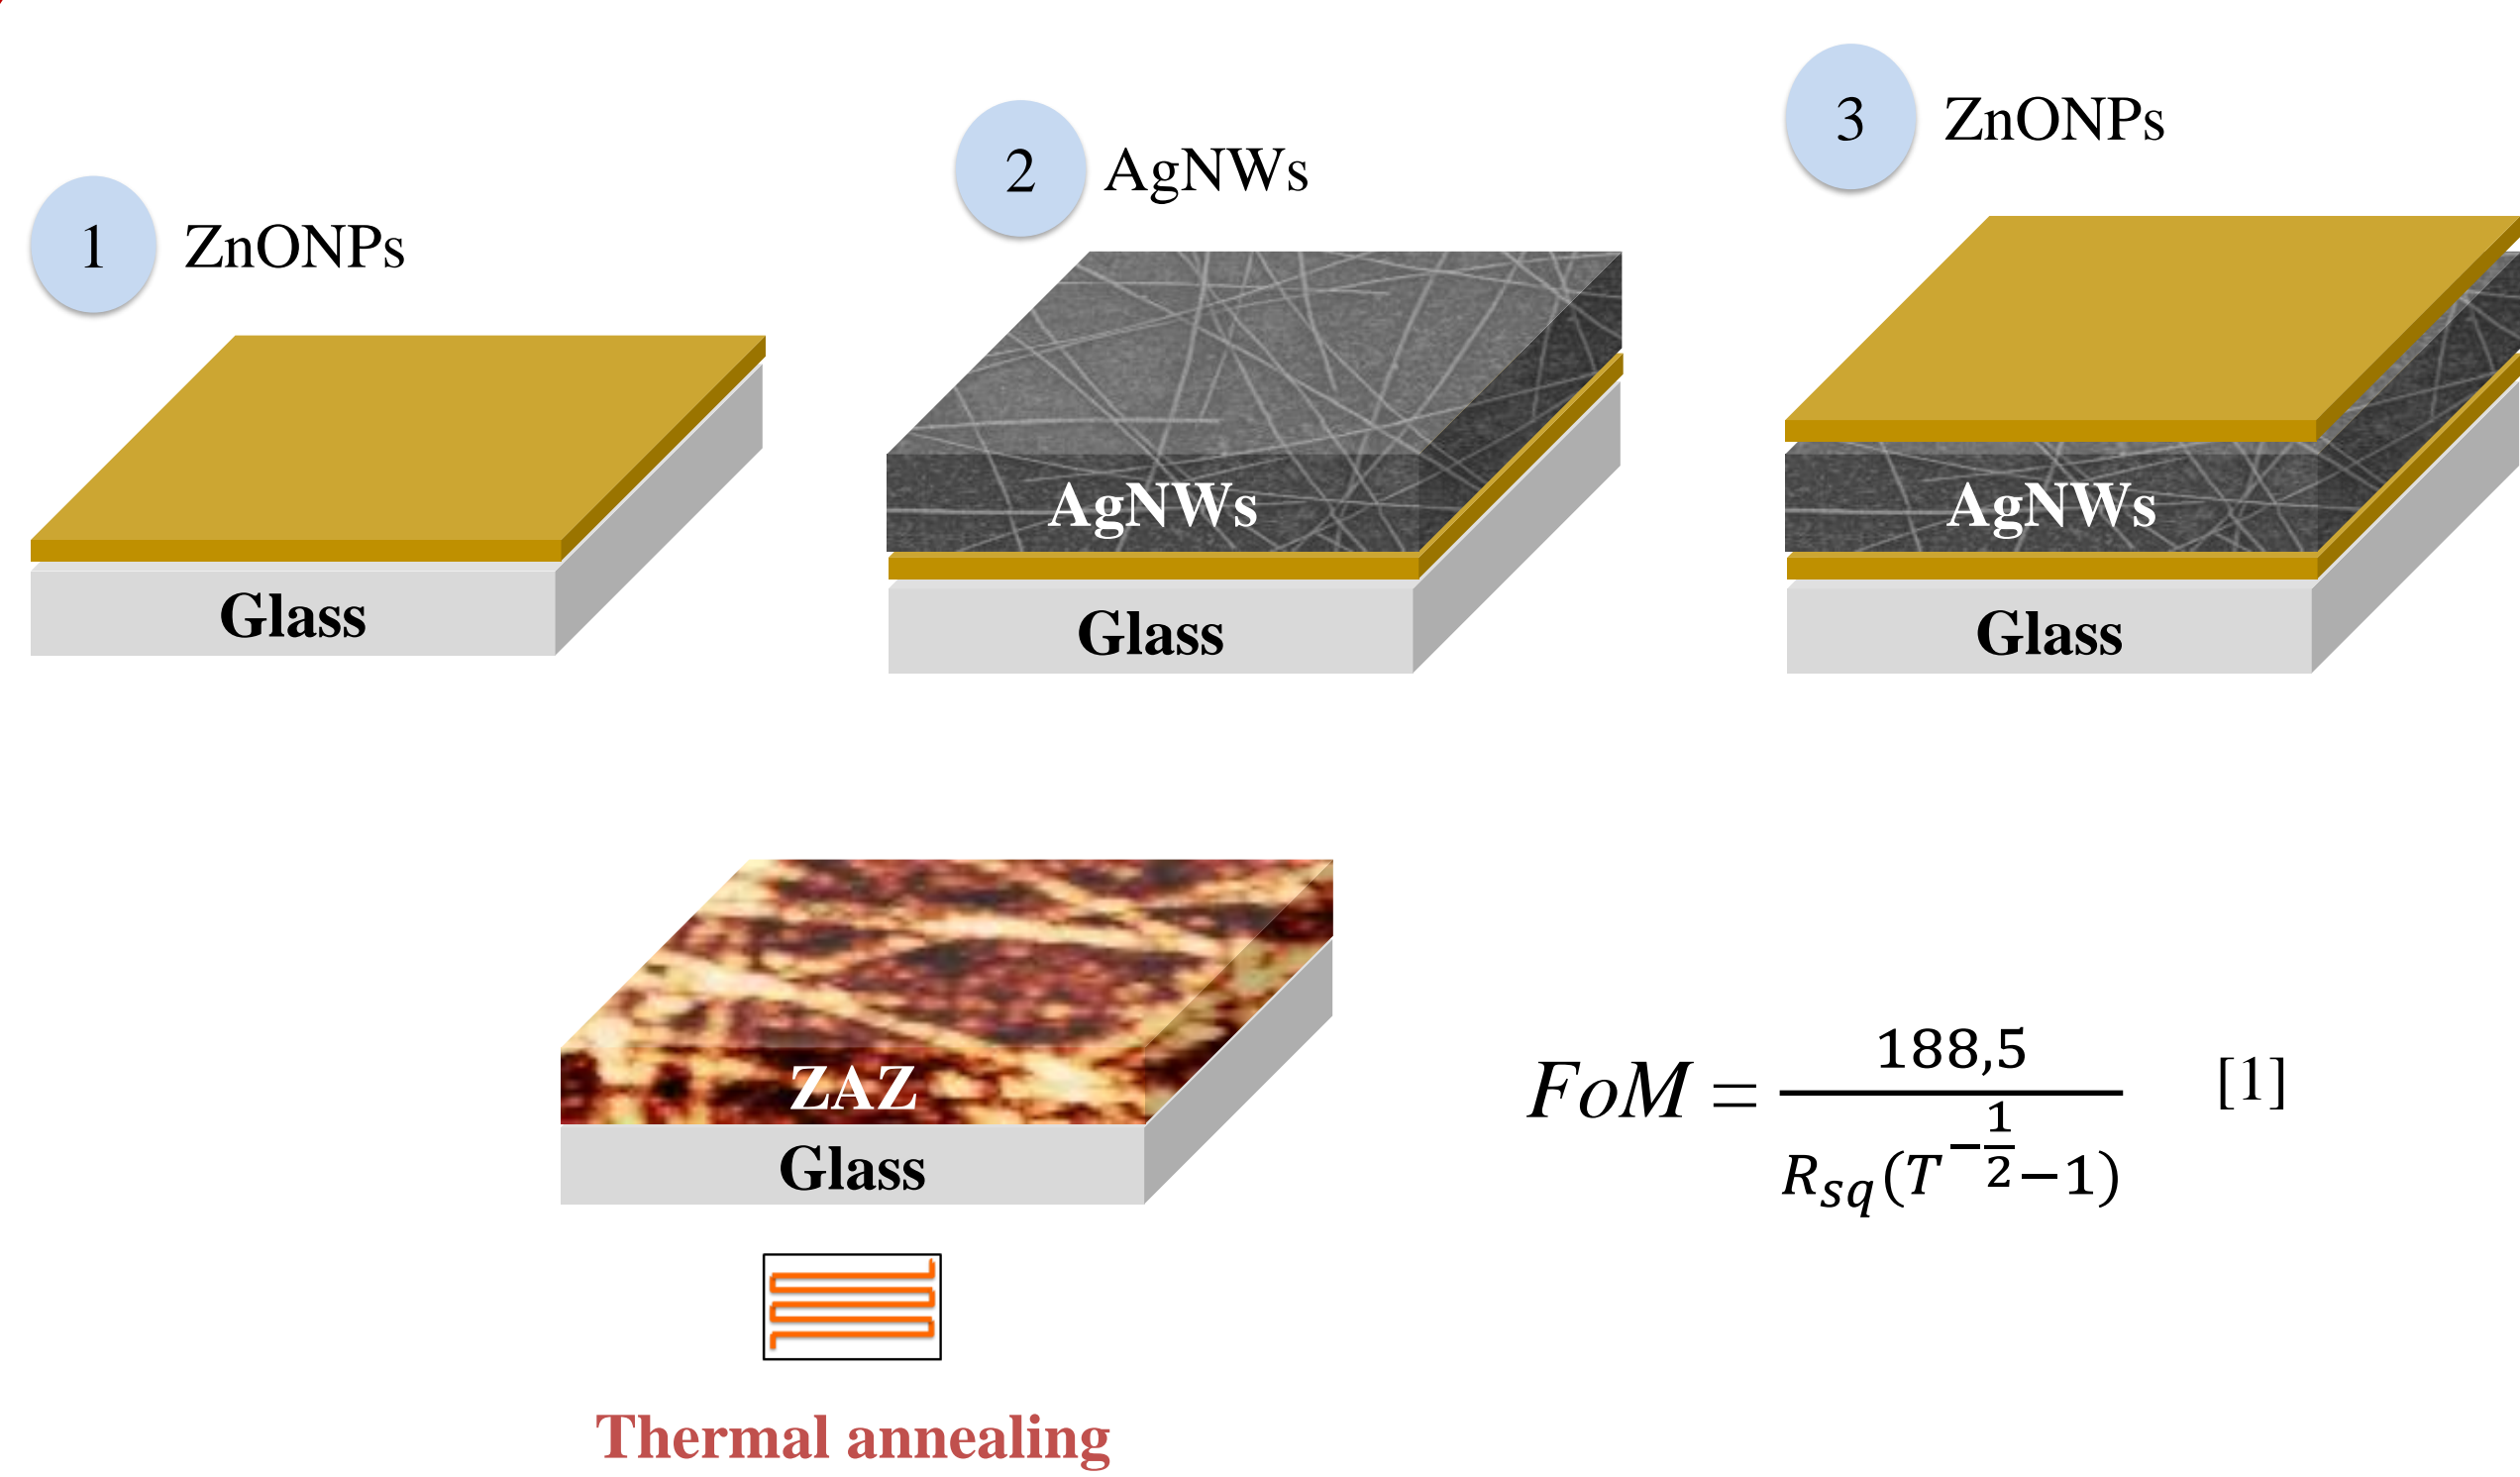 1 ZnONPs
Glass
2 AgNWs
AgNWs
Glass
3 ZnONPs
AgNWs
Glass
ZAZ
Glass
Thermal annealing
FoM = 188,5 / R_sq(T^(-1/2) - 1) [1]